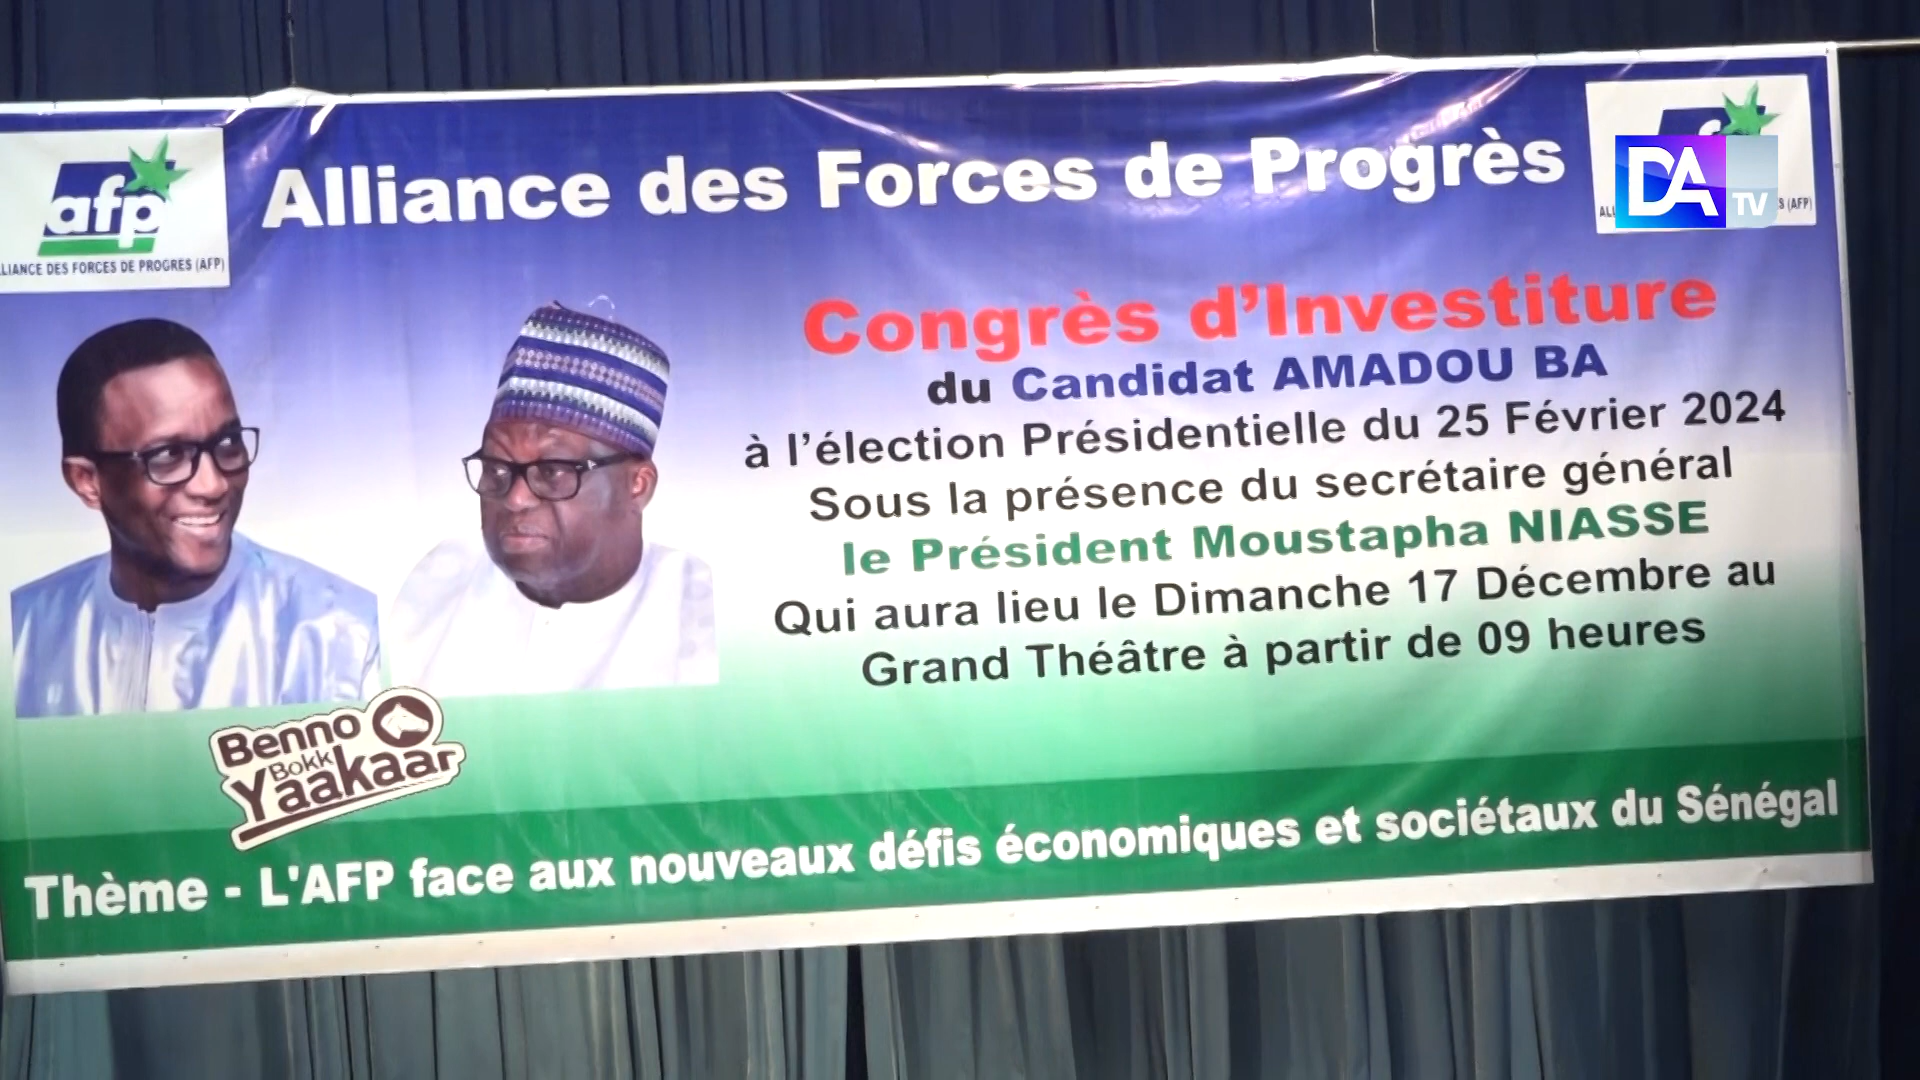 afp
LIANCE DES FORCES DE PROGRES (AFP)
Alliance des Forces de Progrès
DA TV
S (AFP)
Congrès d’Investiture
du Candidat AMADOU BA
à l’élection Présidentielle du 25 Février 2024
Sous la présence du secrétaire général
le Président Moustapha NIASSE
Qui aura lieu le Dimanche 17 Décembre au
Grand Théâtre à partir de 09 heures
Benno
Bokk
Yaakaar
Thème - L'AFP face aux nouveaux défis économiques et sociétaux du Sénégal